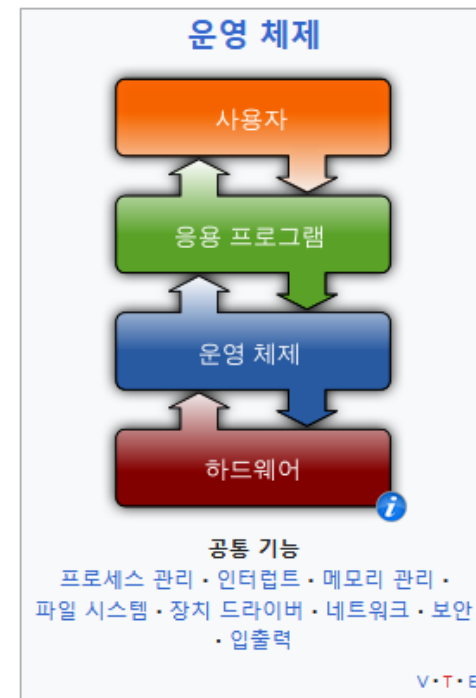 운영 체제
사용자
응용 프로그램
운영 체제
하드웨어
i
공통 기능
프로세스 관리 · 인터럽트 · 메모리 관리 ·
파일 시스템 · 장치 드라이버 · 네트워크 · 보안
· 입출력
V · T · E